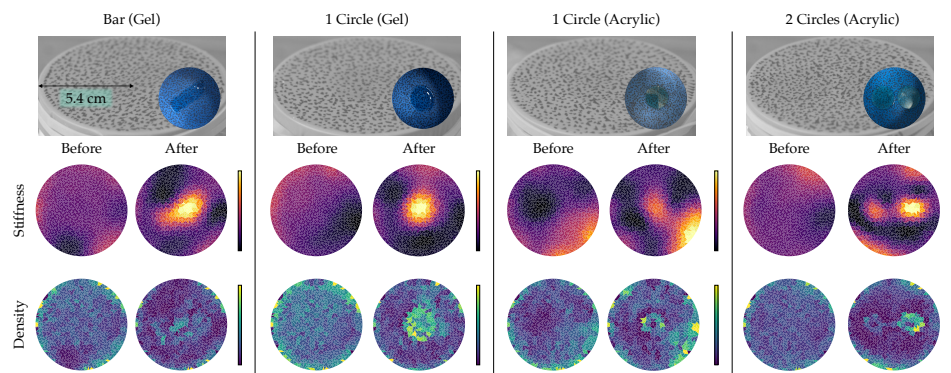 Bar (Gel)
1 Circle (Gel)
1 Circle (Acrylic)
2 Circles (Acrylic)
5.4 cm
Before
After
Before
After
Before
After
Before
After
Stiffness
Density